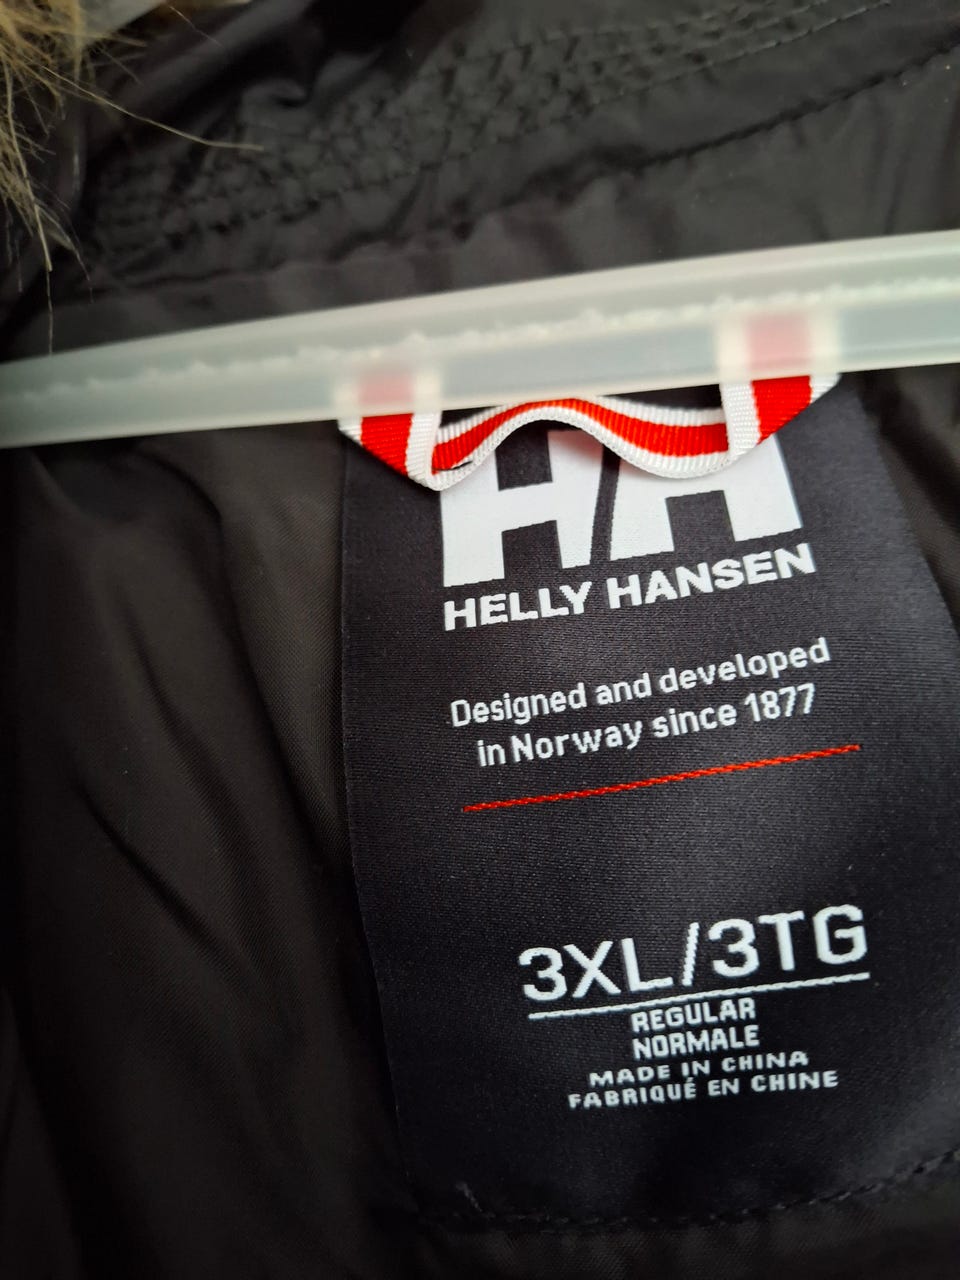 HH
HELLY HANSEN
Designed and developed
in Norway since 1877
3XL/3TG
REGULAR
NORMALE
MADE IN CHINA
FABRIQUÉ EN CHINE